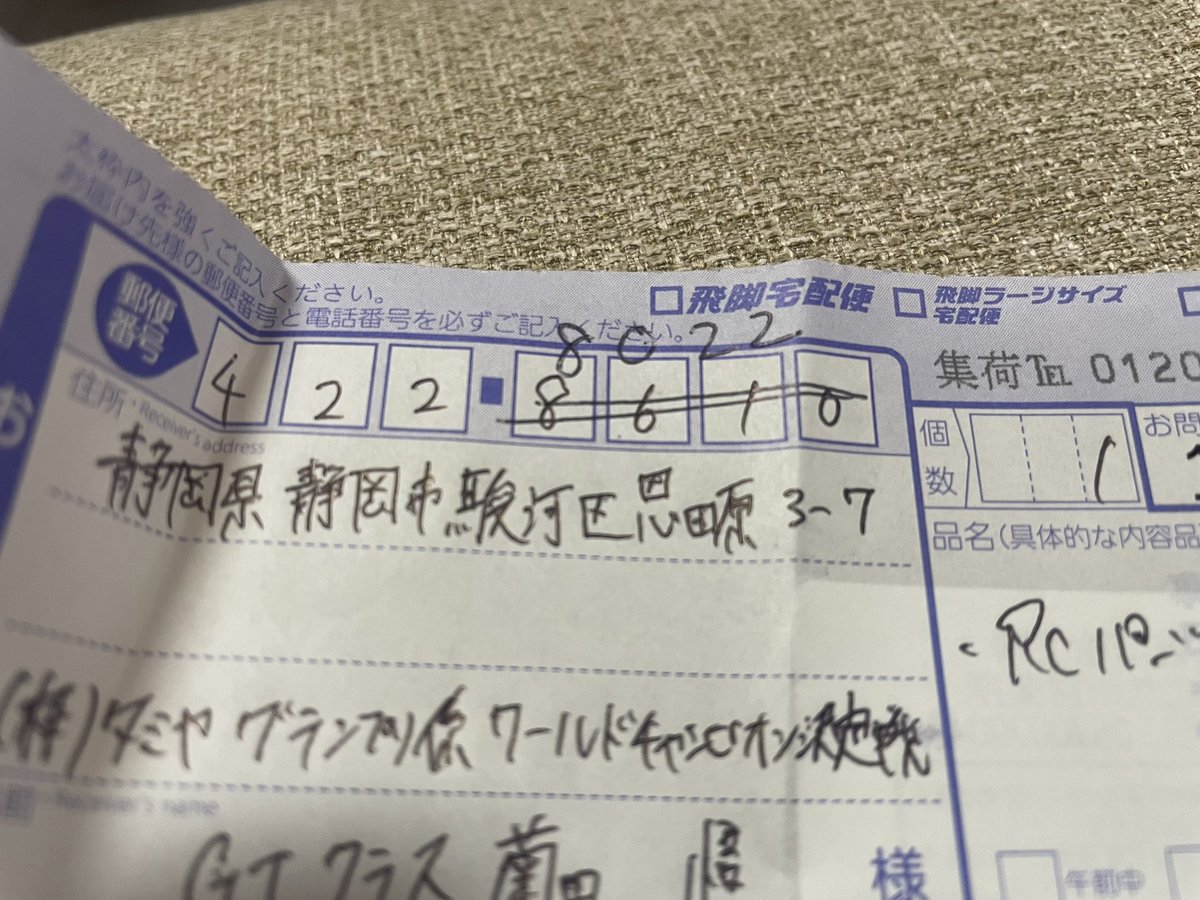 太枠内を強くご記入ください。
お届け先様の郵便番号と電話番号を必ずご記入ください。
飛脚宅配便
飛脚ラージサイズ
宅配便
集荷TEL 0120
郵便
番号
8022
422 8610
住所・Receiver's address
静岡県 静岡市駿河区恩田原 3-7
個
数
1
お問
品名(具体的な内容品
・RCパー
(株)タミヤ グランプリ係 ワールドチャンピオン決定戦
Receiver's name
GTクラス 薗田
様
午前中
お